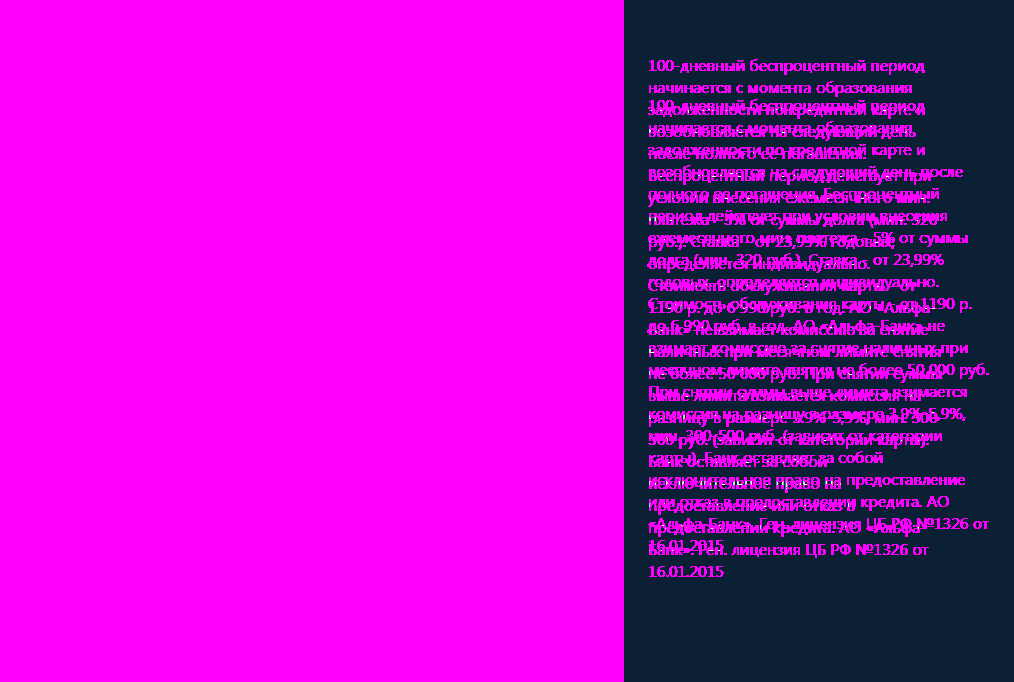 100-дневный беспроцентный период
начинается с момента образования
задолженности по кредитной карте и
возобновляется на следующий день
после полного ее погашения.
Беспроцентный период действует при
условии внесения ежемесячного мин.
платежа - 5% от суммы долга (мин. 320
руб.). Ставка - от 23,99% годовых,
определяется индивидуально.
Стоимость обслуживания карты - от
1190 р. до 6 990 руб. в год. АО «Альфа-
Банк» не взимает комиссию за снятие
наличных при месячном лимите снятия
не более 50 000 руб. При снятии суммы
выше лимита взимается комиссия на
разницу в размере 3.9%-5,9%, мин. 300-
500 руб. (зависит от категории карты).
Банк оставляет за собой
исключительное право на
предоставление или отказ в
предоставлении кредита. АО «Альфа-
Банк». Ген. лицензия ЦБ РФ №1326 от
16.01.2015
100-дневный беспроцентный период
начинается с момента образования
задолженности по кредитной карте и
возобновляется на следующий день после
полного ее погашения. Беспроцентный
период действует при условии внесения
ежемесячного мин. платежа - 5% от суммы
долга (мин. 320 руб.). Ставка - от 23,99%
годовых, определяется индивидуально.
Стоимость обслуживания карты - от 1190 р.
до 6 990 руб. в год. АО «Альфа-Банк» не
взимает комиссию за снятие наличных при
месячном лимите снятия не более 50 000 руб.
При снятии суммы выше лимита взимается
комиссия на разницу в размере 3.9%-5,9%,
мин. 300-500 руб. (зависит от категории
карты). Банк оставляет за собой
исключительное право на предоставление
или отказ в предоставлении кредита. АО
«Альфа-Банк». Ген. лицензия ЦБ РФ №1326 от
16.01.2015